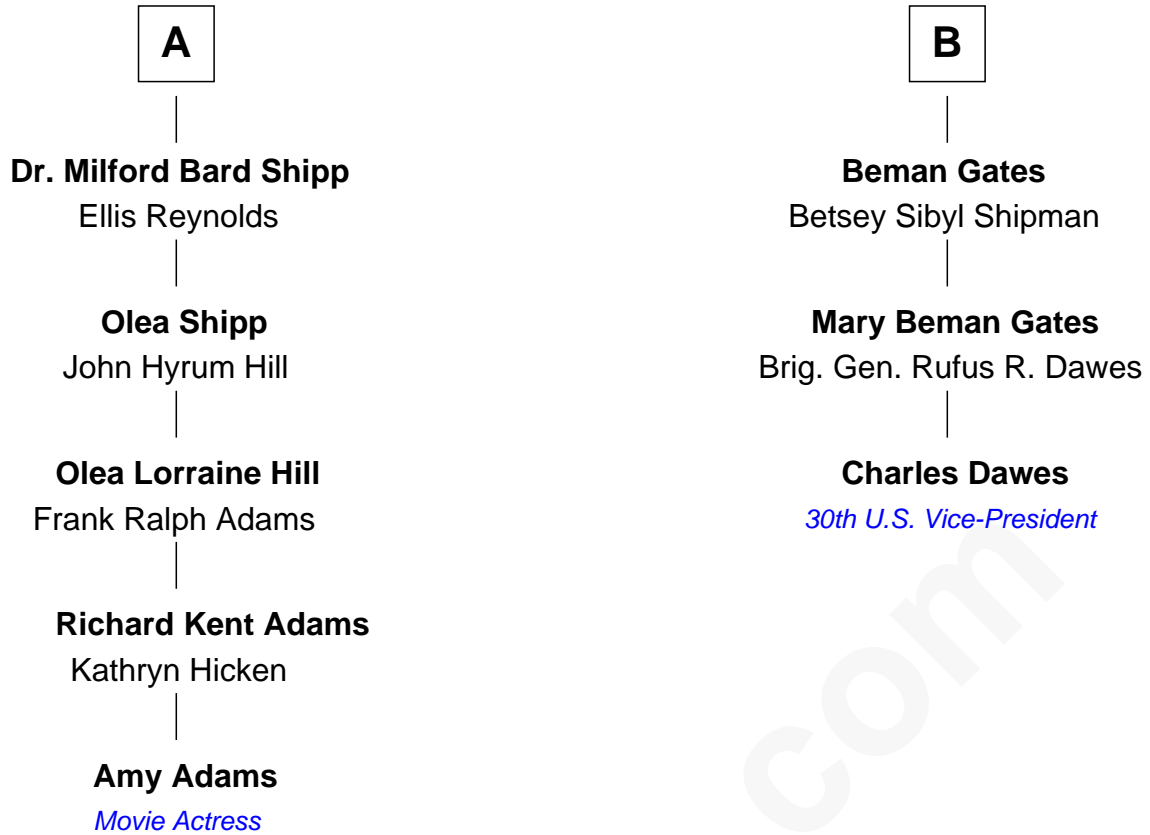 A
Dr. Milford Bard Shipp
Ellis Reynolds
Olea Shipp
John Hyrum Hill
Olea Lorraine Hill
Frank Ralph Adams
Richard Kent Adams
Kathryn Hicken
Amy Adams
Movie Actress
B
Beman Gates
Betsey Sibyl Shipman
Mary Beman Gates
Brig. Gen. Rufus R. Dawes
Charles Dawes
30th U.S. Vice-President
com